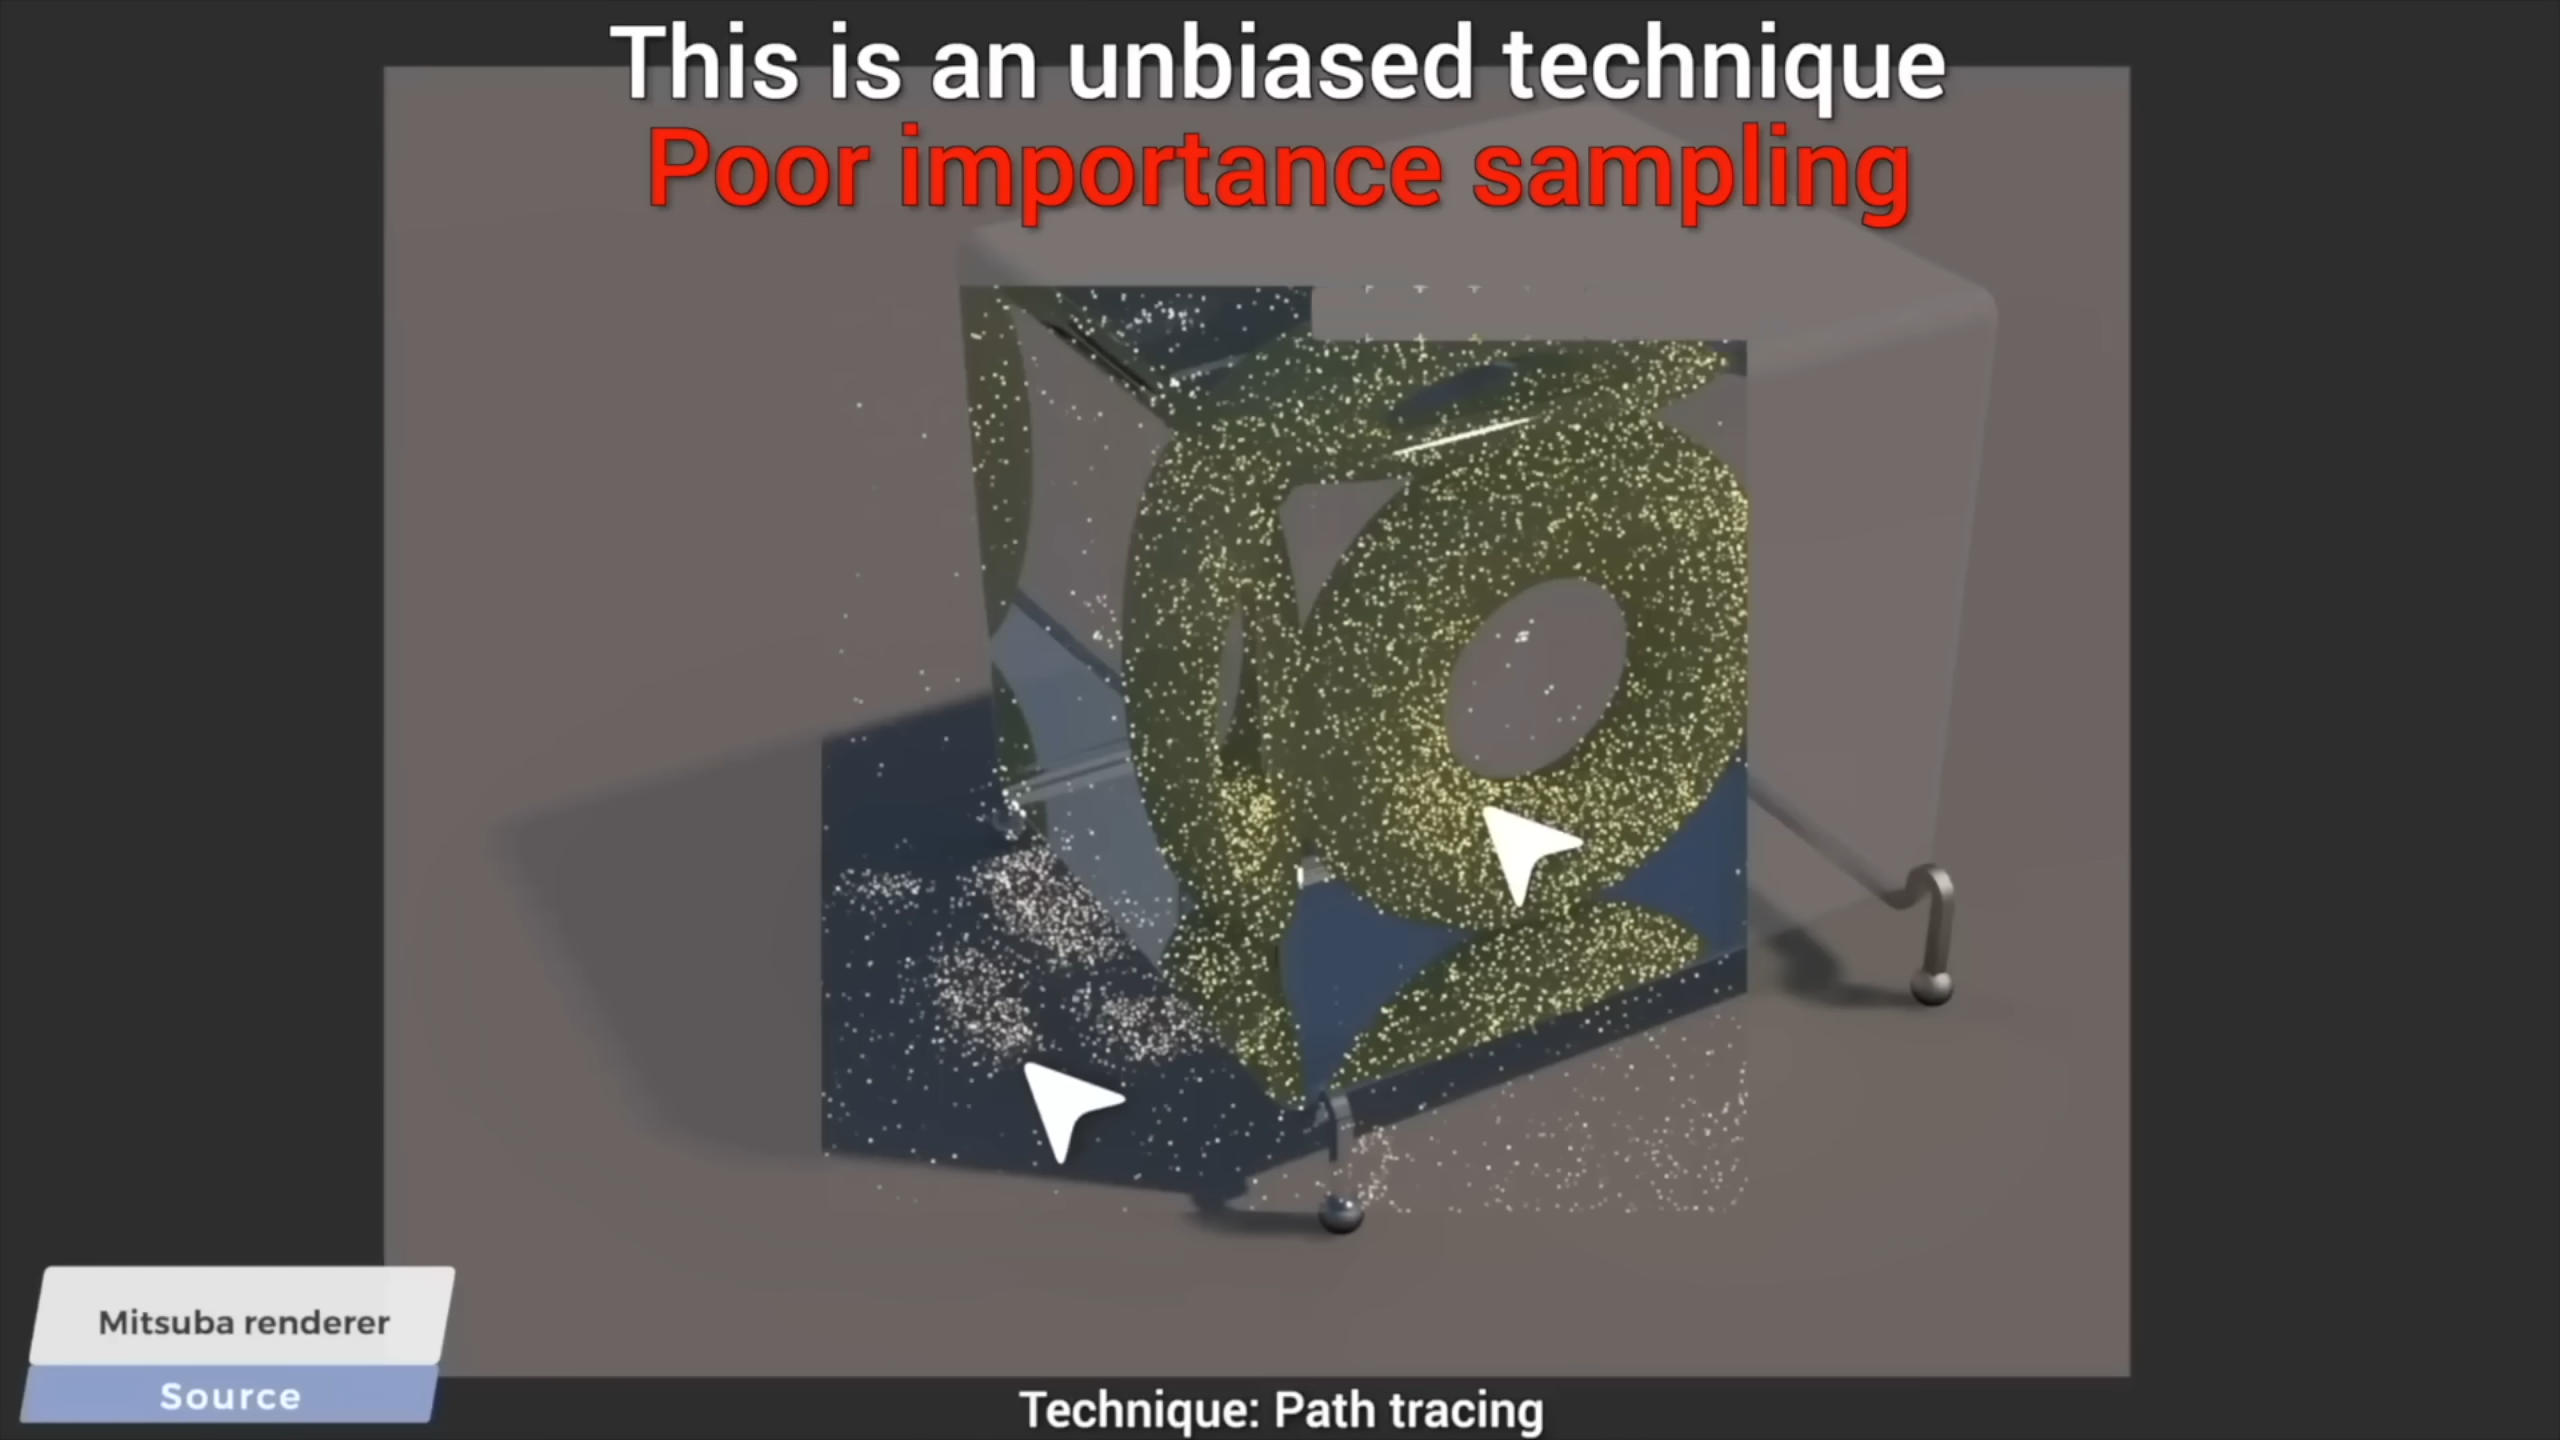 This is an unbiased technique
Poor importance sampling
Mitsuba renderer
Source
Technique: Path tracing